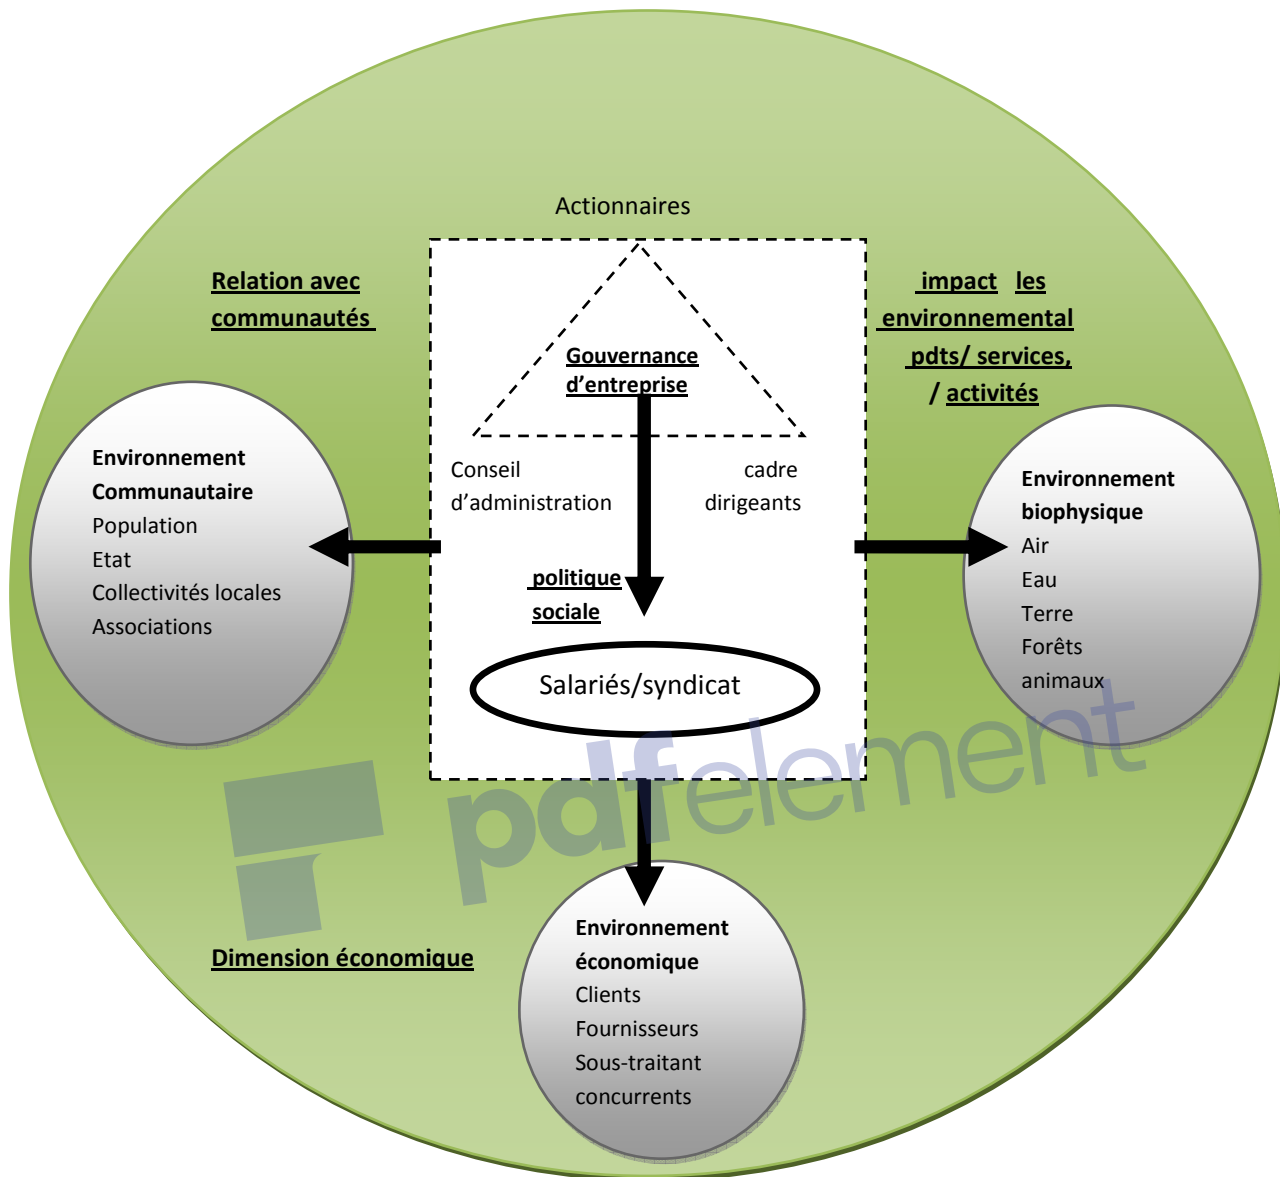 Actionnaires
Relation avec
communautés
impact les
environnemental
pdts/ services,
/ activités
Gouvernance
d’entreprise
Conseil
d’administration
cadre
dirigeants
Environnement
Communautaire
Population
Etat
Collectivités locales
Associations
Environnement
biophysique
Air
Eau
Terre
Forêts
animaux
politique
sociale
Salariés/syndicat
pdfelement
Dimension économique
Environnement
économique
Clients
Fournisseurs
Sous-traitant
concurrents